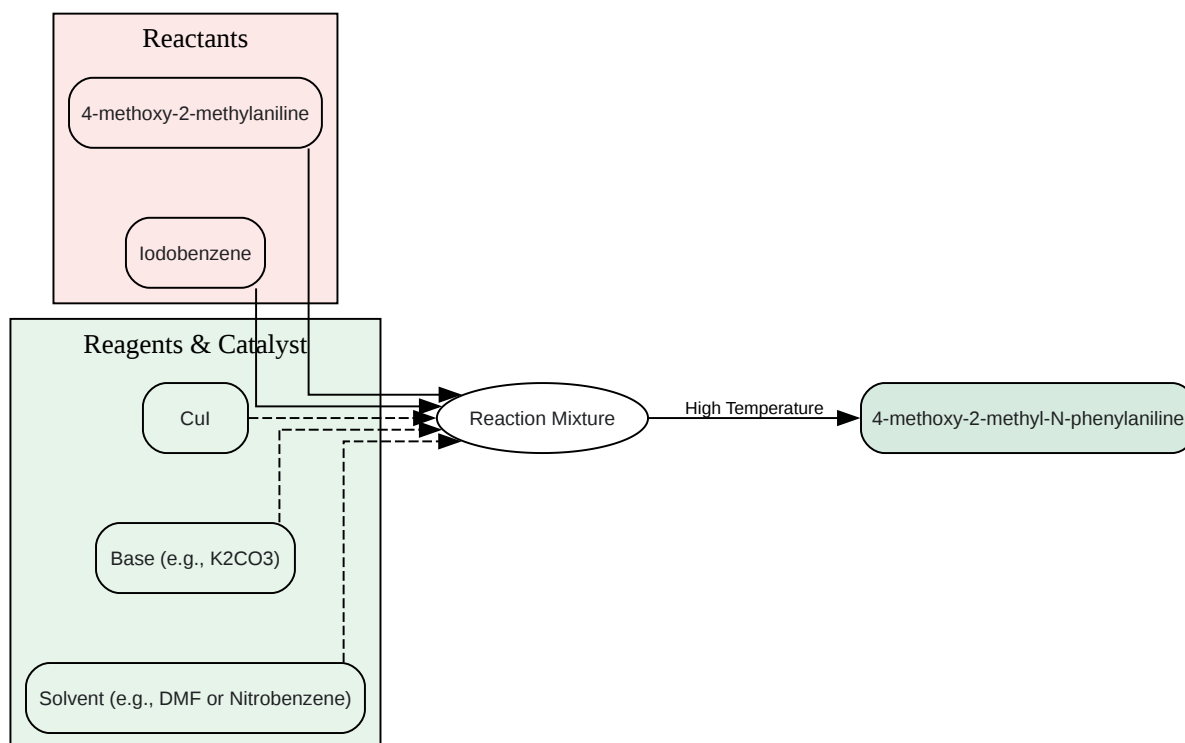 Reactants
4-methoxy-2-methylaniline
Iodobenzene
Reagents & Catalyst
CuI
Base (e.g., K2CO3)
Solvent (e.g., DMF or Nitrobenzene)
Reaction Mixture
High Temperature
4-methoxy-2-methyl-N-phenylaniline